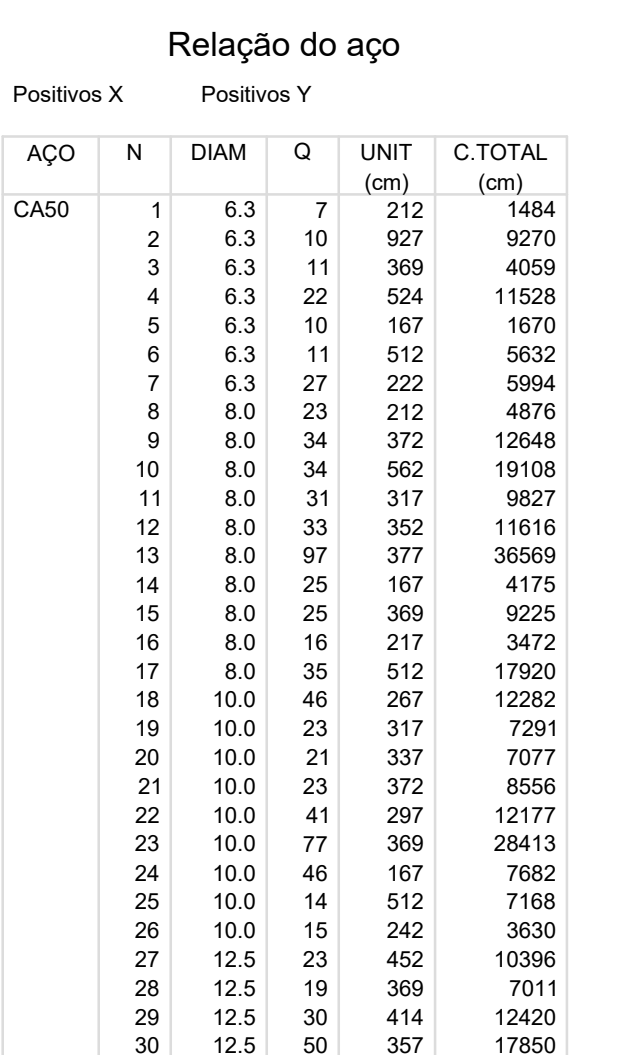 Relação do aço
Positivos X Positivos Y
AÇO N DIAM Q UNIT C.TOTAL
(cm) (cm)
CA50 1 6.3 7 212 1484
2 6.3 10 927 9270
3 6.3 11 369 4059
4 6.3 22 524 11528
5 6.3 10 167 1670
6 6.3 11 512 5632
7 6.3 27 222 5994
8 8.0 23 212 4876
9 8.0 34 372 12648
10 8.0 34 562 19108
11 8.0 31 317 9827
12 8.0 33 352 11616
13 8.0 97 377 36569
14 8.0 25 167 4175
15 8.0 25 369 9225
16 8.0 16 217 3472
17 8.0 35 512 17920
18 10.0 46 267 12282
19 10.0 23 317 7291
20 10.0 21 337 7077
21 10.0 23 372 8556
22 10.0 41 297 12177
23 10.0 77 369 28413
24 10.0 46 167 7682
25 10.0 14 512 7168
26 10.0 15 242 3630
27 12.5 23 452 10396
28 12.5 19 369 7011
29 12.5 30 414 12420
30 12.5 50 357 17850